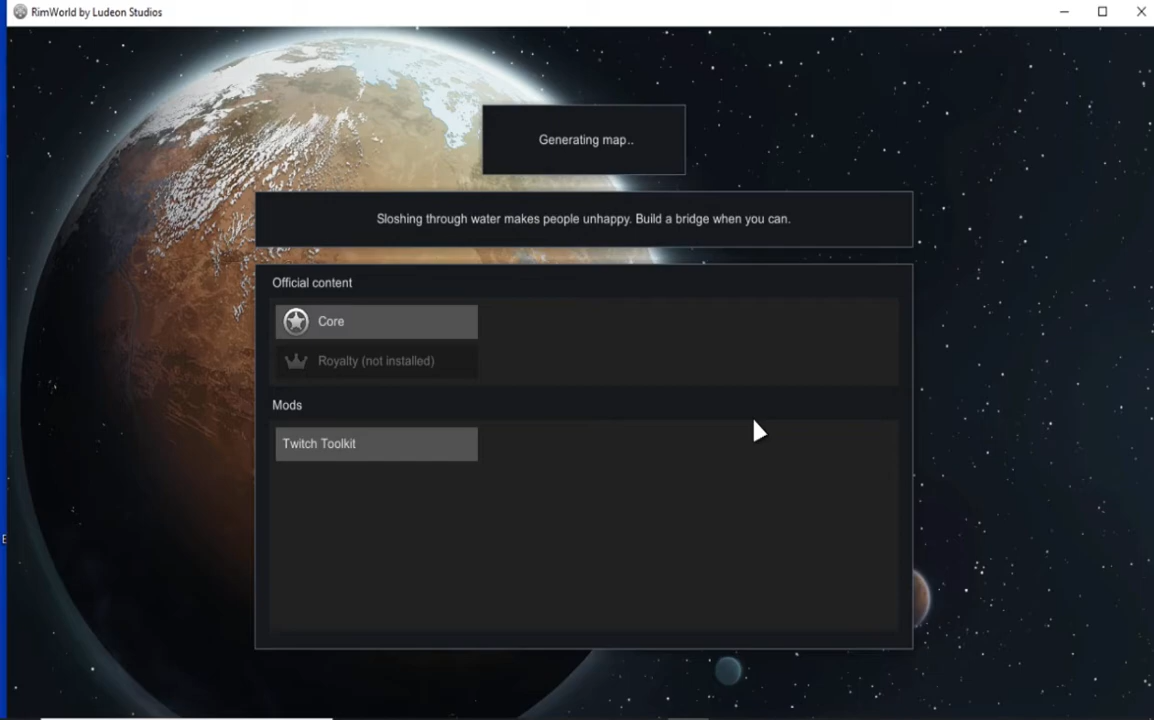 RimWorld by Ludeon Studios
Generating map..
Sloshing through water makes people unhappy. Build a bridge when you can.
Official content
Core
Royalty (not installed)
Mods
Twitch Toolkit